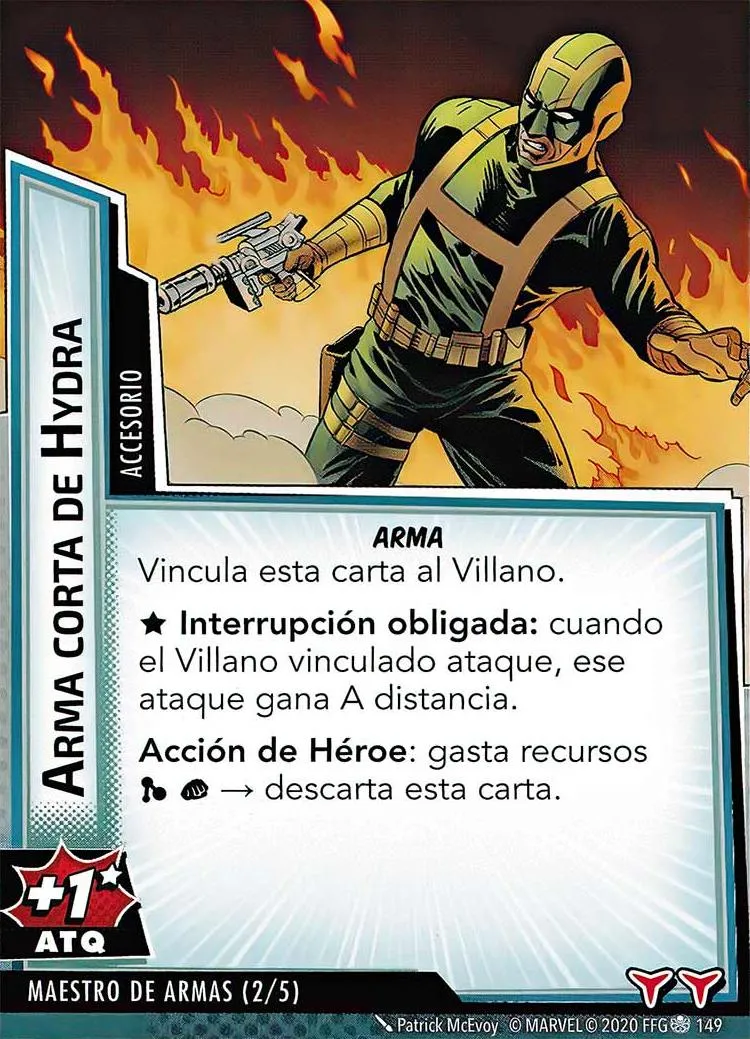 ARMA CORTA DE HYDRA
ACCESORIO
ARMA
Vincula esta carta al Villano.
★ Interrupción obligada: cuando
el Villano vinculado ataque, ese
ataque gana A distancia.
Acción de Héroe: gasta recursos
→ descarta esta carta.
+1★
ATQ
MAESTRO DE ARMAS (2/5)
Patrick McEvoy © MARVEL © 2020 FFG 149